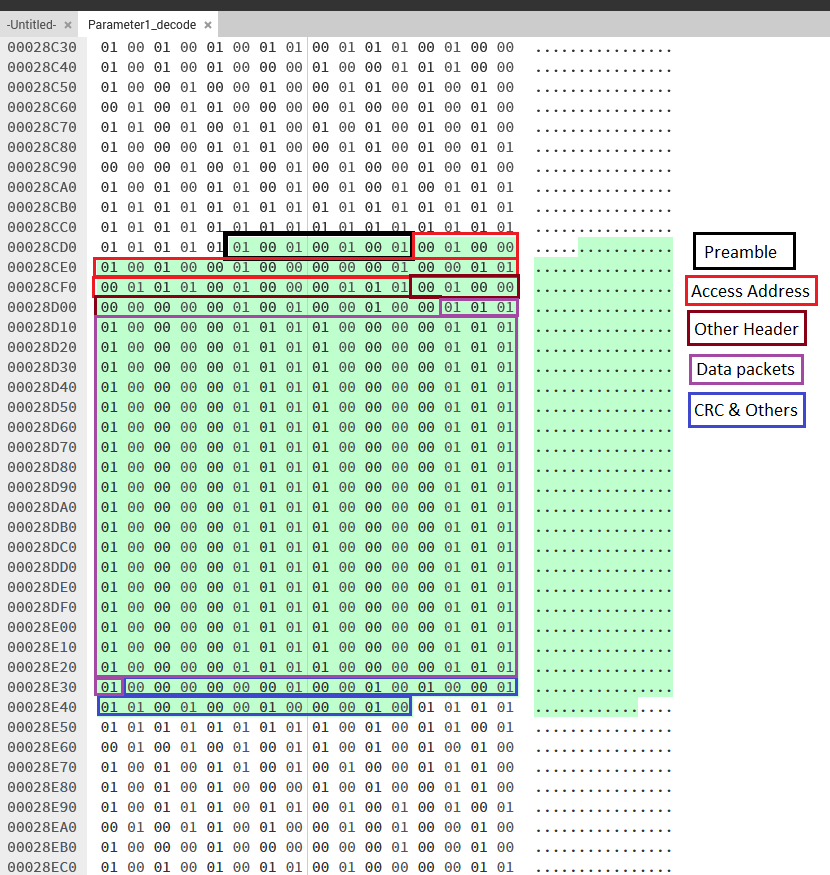 -Untitled- ×
Parameter1_decode ×
00028C30 01 00 01 00 01 00 01 01 00 01 01 01 00 01 00 00 ................
00028C40 01 00 01 00 01 00 00 00 01 00 00 01 01 01 00 01 ................
00028C50 01 00 00 01 00 01 00 00 00 01 00 01 00 01 00 00 ................
00028C60 00 01 00 01 01 00 00 00 00 01 00 01 01 01 00 00 ................
00028C70 01 01 00 01 00 01 01 00 01 00 01 00 01 00 01 00 ................
00028C80 01 00 00 00 00 01 01 00 00 01 00 01 00 01 01 01 ................
00028C90 00 00 00 01 00 01 00 00 01 00 01 00 01 00 01 00 ................
00028CA0 01 00 01 00 01 01 01 01 01 01 01 00 01 00 01 01 ................
00028CB0 01 01 01 01 01 01 01 01 01 01 01 01 01 01 01 01 ................
00028CC0 01 01 01 01 01 01 01 01 01 01 01 01 01 01 01 01 ................
00028CD0 01 01 01 01 01 01 00 01 00 01 00 01 00 01 00 00 ................
Preamble
00028CE0 01 00 01 00 00 01 00 00 00 00 00 01 00 00 01 01 ................
00028CF0 00 01 01 01 00 01 00 01 01 01 01 01 00 01 00 00 ................
Access Address
00028D00 00 00 00 00 00 01 00 01 00 00 01 00 00 01 01 01 ................
00028D10 01 00 00 00 00 01 01 01 01 00 00 00 00 01 01 01 ................
00028D20 01 00 00 00 00 01 01 01 01 00 00 00 00 01 01 01 ................
Other Header
00028D30 01 00 00 00 00 01 01 01 01 00 00 00 00 01 01 01 ................
00028D40 01 00 00 00 00 01 01 01 01 00 00 00 00 01 01 01 ................
00028D50 01 00 00 00 00 01 01 01 01 00 00 00 00 01 01 01 ................
00028D60 01 00 00 00 00 01 01 01 01 00 00 00 00 01 01 01 ................
Data packets
00028D70 01 00 00 00 00 01 01 01 01 00 00 00 00 01 01 01 ................
00028D80 01 00 00 00 00 01 01 01 01 00 00 00 00 01 01 01 ................
CRC & Others
00028D90 01 00 00 00 00 01 01 01 01 00 00 00 00 01 01 01 ................
00028DA0 01 00 00 00 00 01 01 01 01 00 00 00 00 01 01 01 ................
00028DB0 01 00 00 00 00 01 01 01 01 00 00 00 00 01 01 01 ................
00028DC0 01 00 00 00 00 01 01 01 01 00 00 00 00 01 01 01 ................
00028DD0 01 00 00 00 00 01 01 01 01 00 00 00 00 01 01 01 ................
00028DE0 01 00 00 00 00 01 01 01 01 00 00 00 00 01 01 01 ................
00028DF0 01 00 00 00 00 01 01 01 01 00 00 00 00 01 01 01 ................
00028E00 01 00 00 00 00 01 01 01 01 00 00 00 00 01 01 01 ................
00028E10 01 00 00 00 00 01 01 01 01 00 00 00 00 01 01 01 ................
00028E20 01 00 00 00 00 01 01 01 01 00 00 00 00 01 01 01 ................
00028E30 01 00 00 00 00 00 00 01 00 00 01 00 01 00 00 01 ................
00028E40 01 01 00 01 00 00 01 00 00 00 01 00 01 01 01 01 ................
00028E50 01 01 01 01 01 01 01 01 01 01 01 01 01 01 00 01 ................
00028E60 00 01 00 01 00 01 00 01 00 01 00 01 00 01 00 01 ................
00028E70 01 00 01 00 01 01 00 01 00 01 00 00 01 01 01 00 ................
00028E80 01 01 01 01 00 00 00 00 01 00 01 00 01 00 01 00 ................
00028E90 01 00 01 01 01 01 01 00 01 00 01 00 01 00 00 01 ................
00028EA0 00 01 00 01 01 01 00 00 00 01 01 00 00 00 01 00 ................
00028EB0 01 00 01 00 01 00 00 01 01 01 00 01 00 01 00 01 ................
00028EC0 01 00 01 00 01 00 01 01 00 01 00 00 00 00 01 01 ................